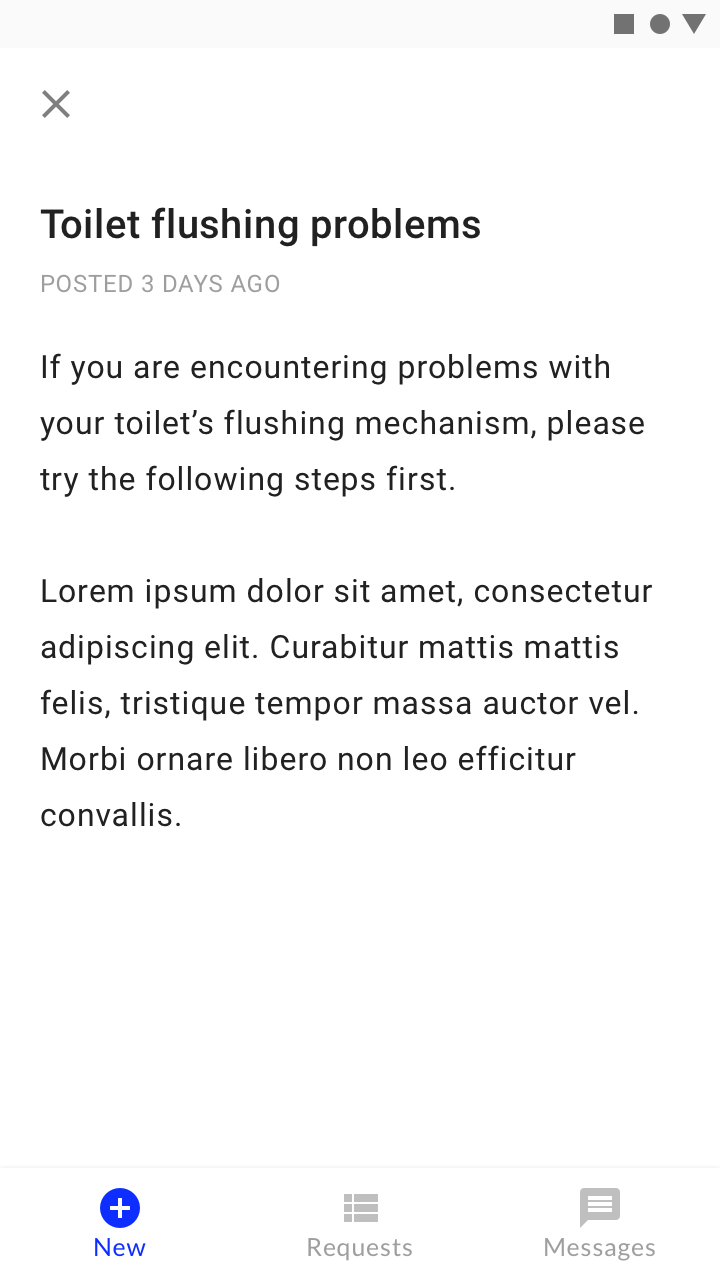 Toilet flushing problems
POSTED 3 DAYS AGO
If you are encountering problems with
your toilet’s flushing mechanism, please
try the following steps first.
Lorem ipsum dolor sit amet, consectetur
adipiscing elit. Curabitur mattis mattis
felis, tristique tempor massa auctor vel.
Morbi ornare libero non leo efficitur
convallis.
New
Requests
Messages